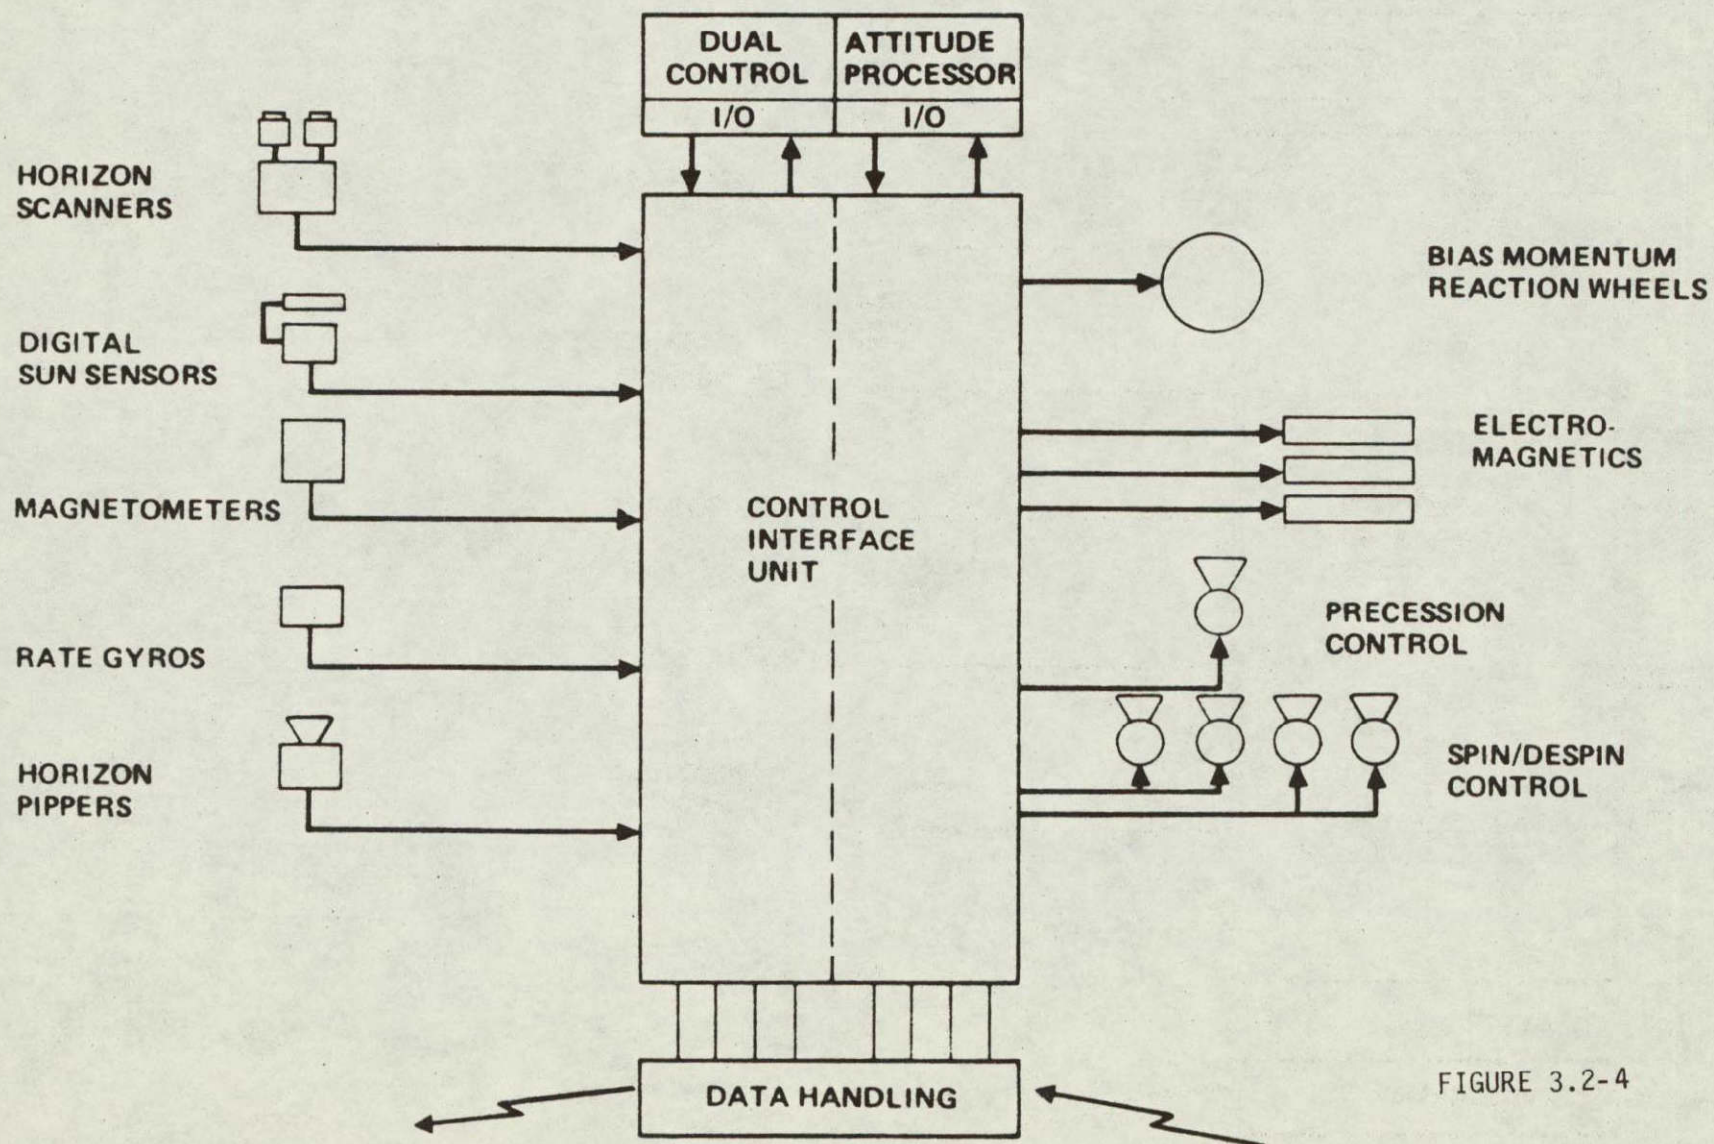 DUAL
CONTROL
ATTITUDE
PROCESSOR
I/O
I/O
HORIZON
SCANNERS
DIGITAL
SUN SENSORS
MAGNETOMETERS
RATE GYROS
HORIZON
PIPPERS
CONTROL
INTERFACE
UNIT
BIAS MOMENTUM
REACTION WHEELS
ELECTRO-
MAGNETICS
PRECESSION
CONTROL
SPIN/DESPIN
CONTROL
DATA HANDLING
FIGURE 3.2-4